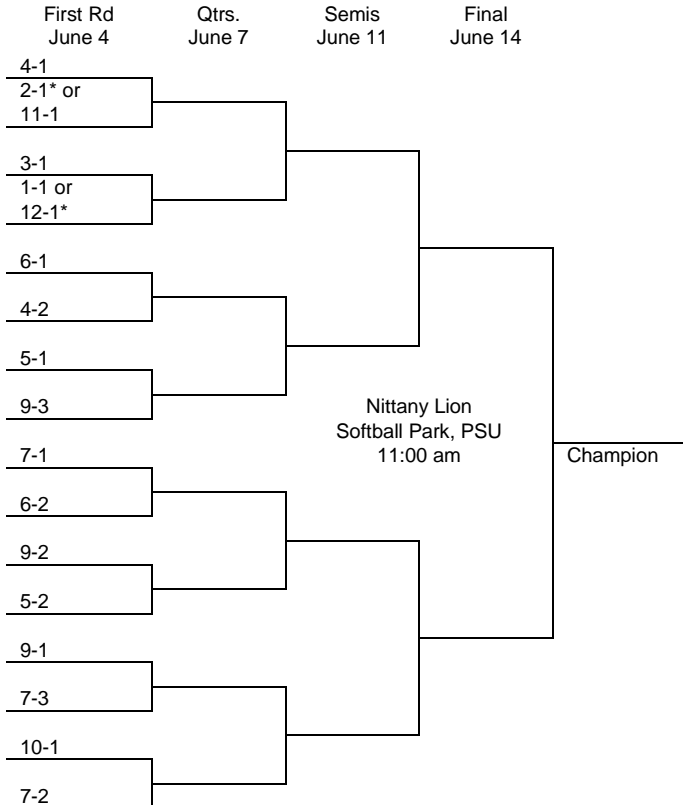 First Rd
June 4
Qtrs.
June 7
Semis
June 11
Final
June 14
4-1
2-1* or
11-1
3-1
1-1 or
12-1*
6-1
4-2
5-1
9-3
7-1
6-2
9-2
5-2
9-1
7-3
10-1
7-2
Nittany Lion
Softball Park, PSU
11:00 am
Champion